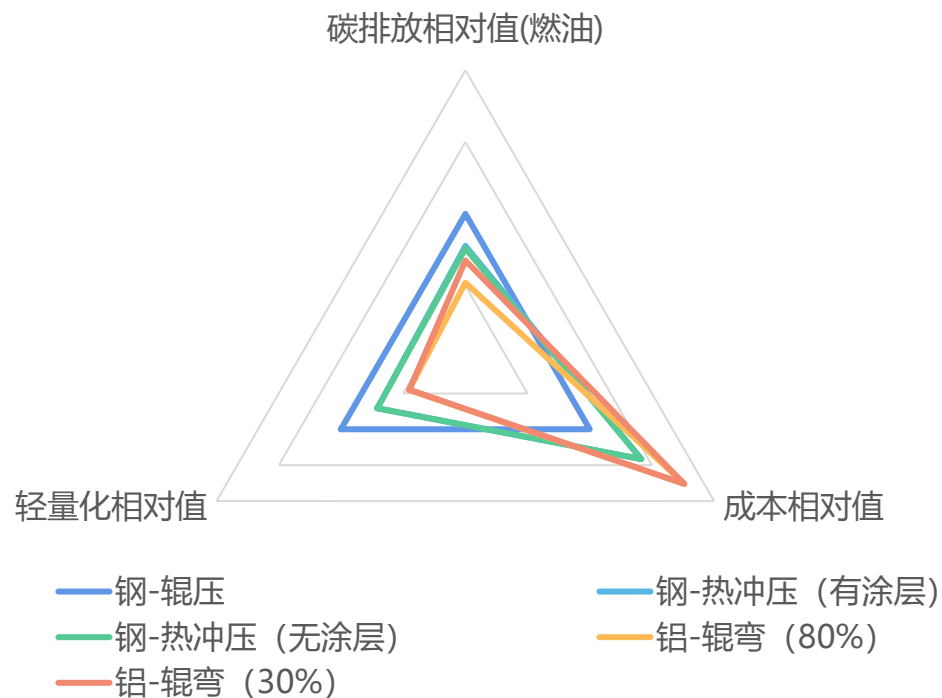 碳排放相对值(燃油)
轻量化相对值
成本相对值
钢-辊压
钢-热冲压（有涂层）
钢-热冲压（无涂层）
铝-辊弯（80%）
铝-辊弯（30%）